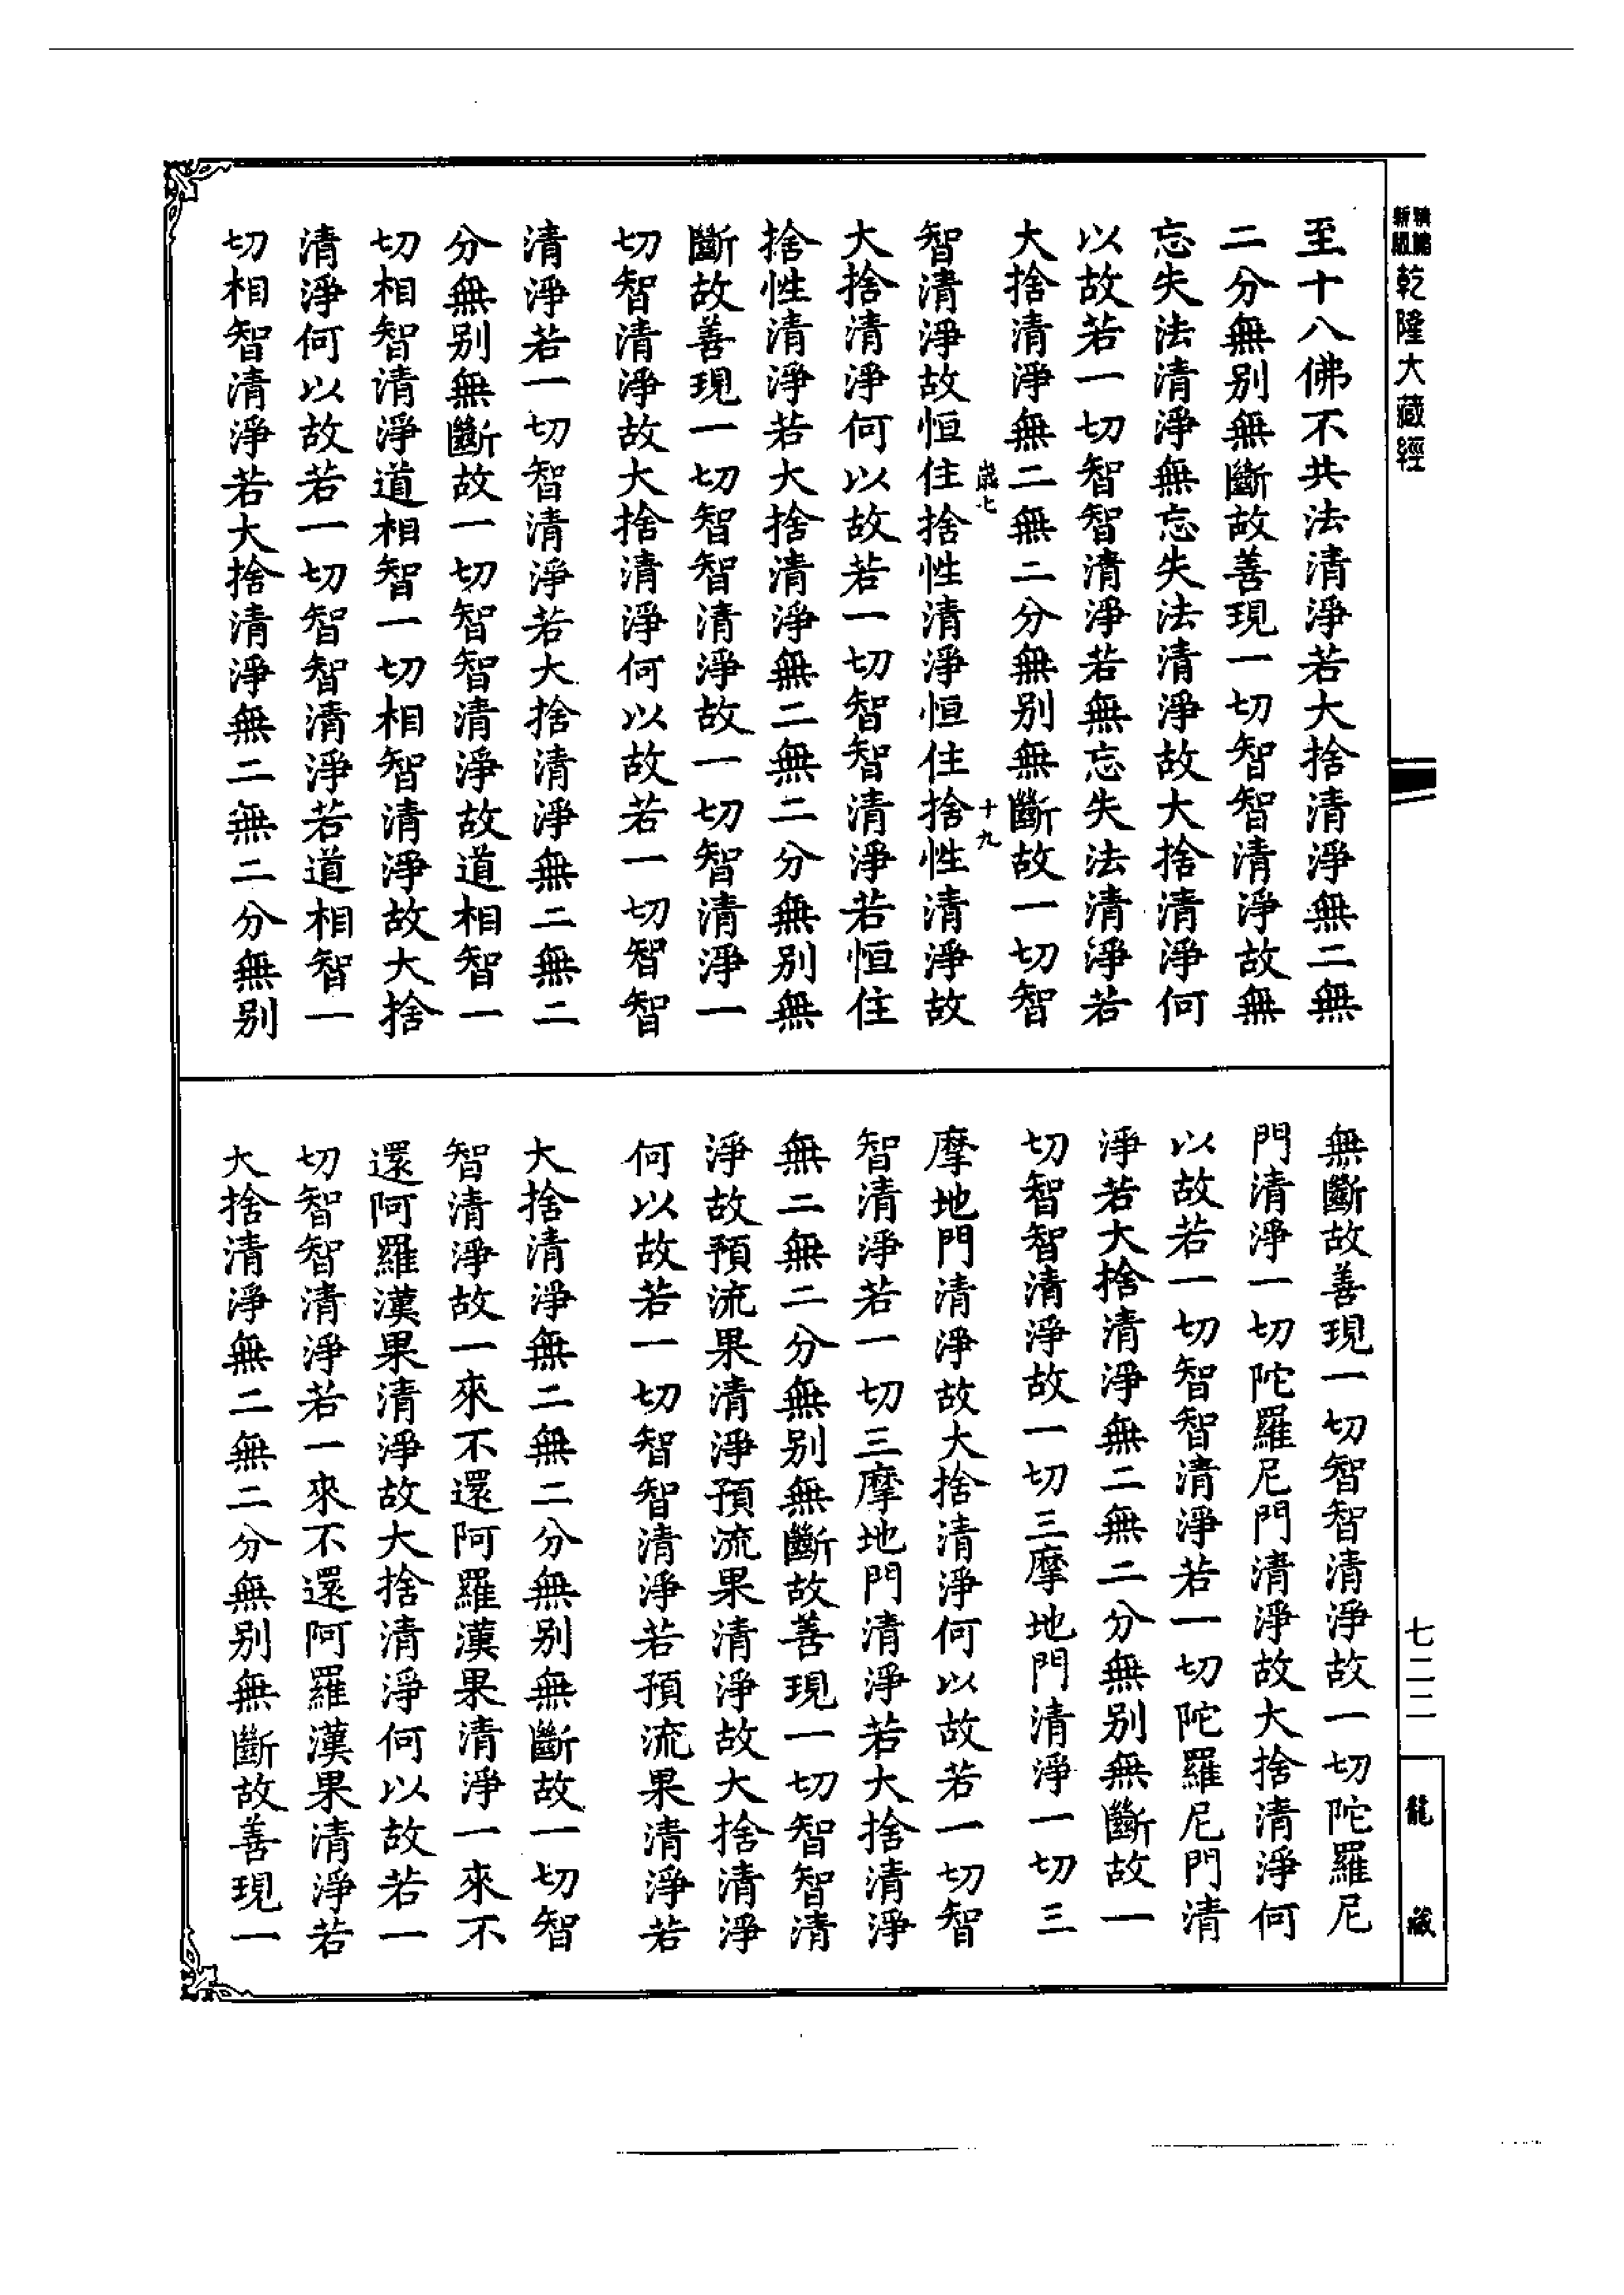 乾隆大藏經
至十八佛不共法清淨若大捨清淨無二無
二分無別無斷故善現一切智智清淨故無
忘失法清淨無忘失法清淨故大捨清淨何
以故若一切智智清淨若無忘失法清淨若
大捨清淨無二無二分無別無斷故一切智
歲七
十九
智清淨故恒住捨性清淨恒住捨性清淨故
大捨清淨何以故若一切智智清淨若恒住
捨性清淨若大捨清淨無二無二分無別無
斷故善現一切智智清淨故一切智清淨一
切智清淨故大捨清淨何以故若一切智智
清淨若一切智清淨若大捨清淨無二無二
分無別無斷故一切智智清淨故道相智一
切相智清淨道相智一切相智清淨故大捨
清淨何以故若一切智智清淨若道相智一
切相智清淨若大捨清淨無二無二分無別
無斷故善現一切智智清淨故一切陀羅尼
門清淨一切陀羅尼門清淨故大捨清淨何
以故若一切智智清淨若一切陀羅尼門清
淨若大捨清淨無二無二分無別無斷故一
切智智清淨故一切三摩地門清淨一切三
摩地門清淨故大捨清淨何以故若一切智
智清淨若一切三摩地門清淨若大捨清淨
無二無二分無別無斷故善現一切智智清
淨故預流果清淨預流果清淨故大捨清淨
何以故若一切智智清淨若預流果清淨若
大捨清淨無二無二分無別無斷故一切智
智清淨故一來不還阿羅漢果清淨一來不
還阿羅漢果清淨故大捨清淨何以故若一
切智智清淨若一來不還阿羅漢果清淨若
大捨清淨無二無二分無別無斷故善現一
七二二
龍藏